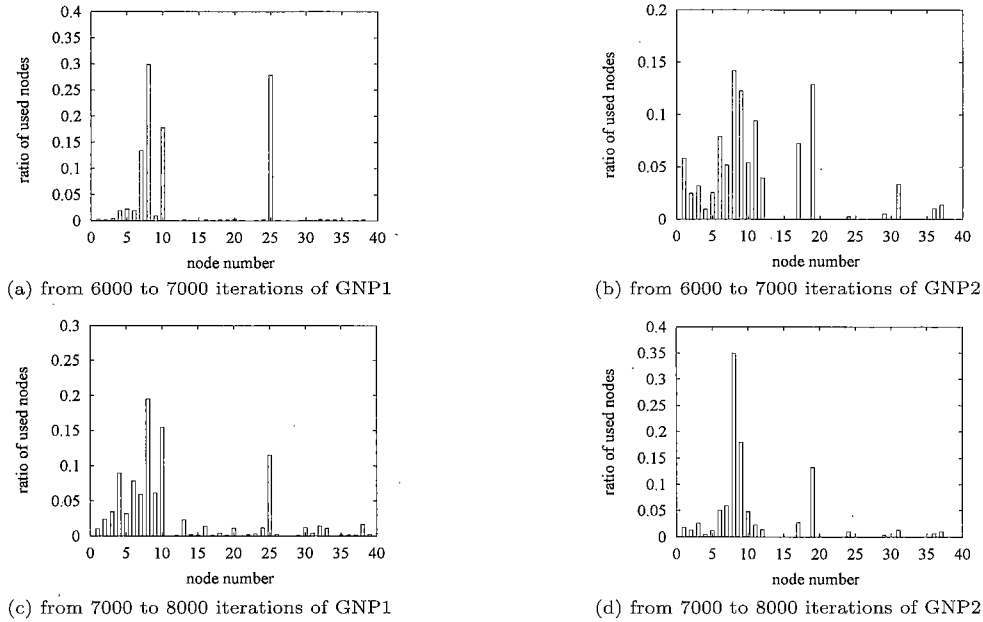 0.4
0.35
0.3
0.25
0.2
0.15
0.1
0.05
0
ratio of used nodes
0 5 10 15 20 25 30 35 40
node number
(a) from 6000 to 7000 iterations of GNP1
0.2
0.15
0.1
0.05
0
ratio of used nodes
0 5 10 15 20 25 30 35 40
node number
(b) from 6000 to 7000 iterations of GNP2
0.3
0.25
0.2
0.15
0.1
0.05
0
ratio of used nodes
0 5 10 15 20 25 30 35 40
node number
(c) from 7000 to 8000 iterations of GNP1
0.4
0.35
0.3
0.25
0.2
0.15
0.1
0.05
0
ratio of used nodes
0 5 10 15 20 25 30 35 40
node number
(d) from 7000 to 8000 iterations of GNP2